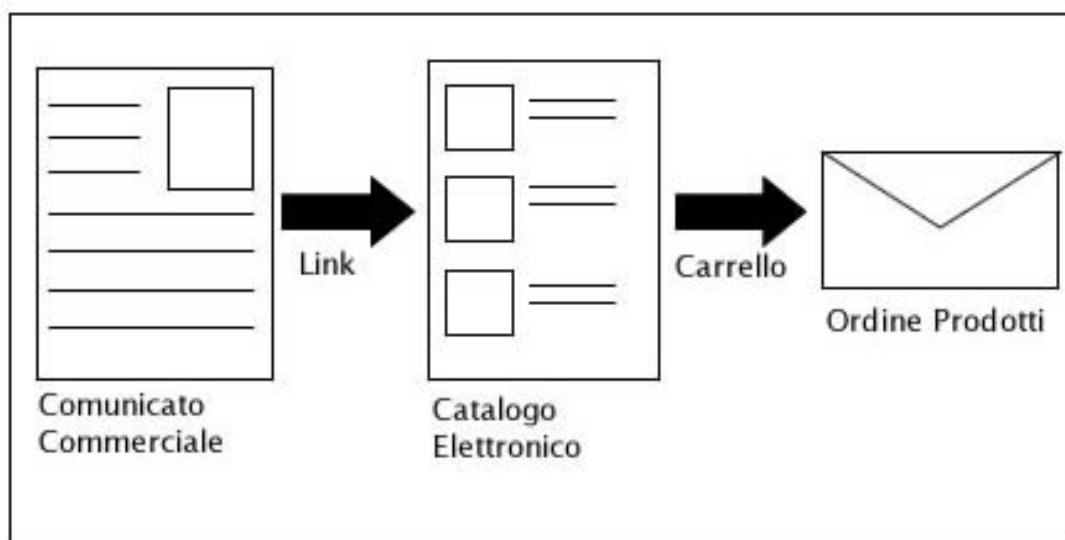 Link
Carrello
Ordine Prodotti
Comunicato
Commerciale
Catalogo
Elettronico